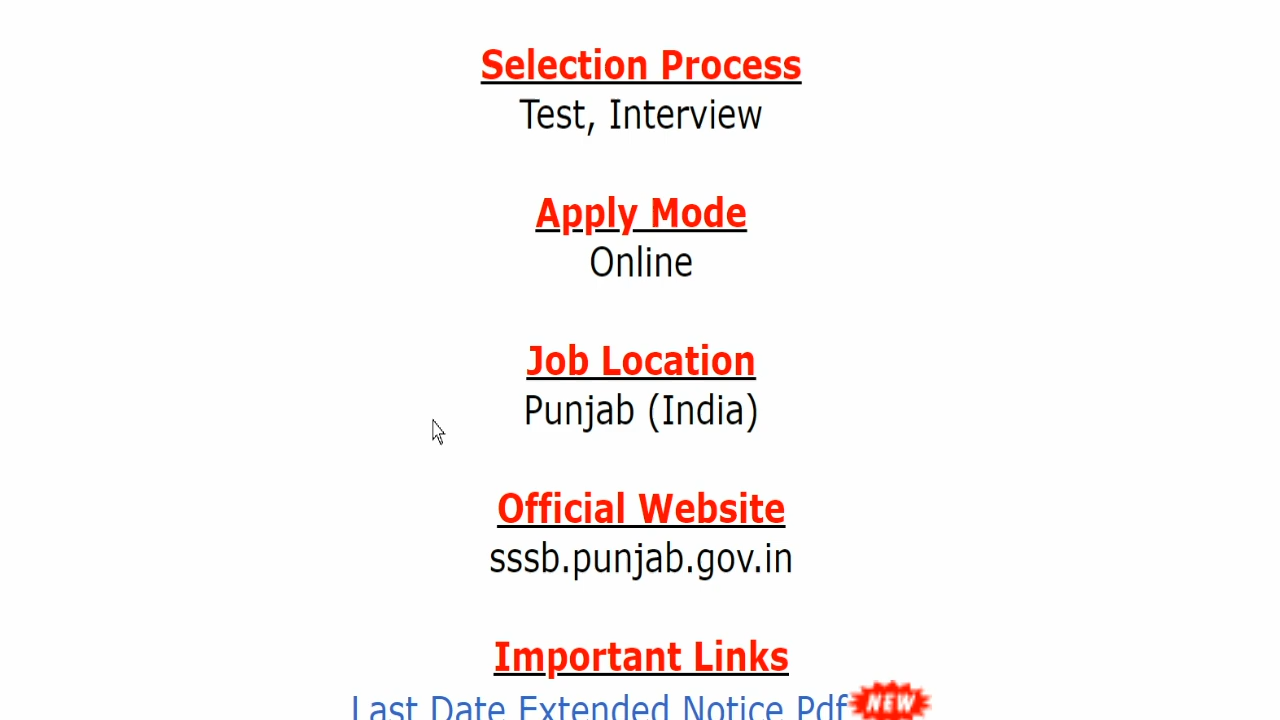 Selection Process
Test, Interview
Apply Mode
Online
Job Location
Punjab (India)
Official Website
sssb.punjab.gov.in
Important Links
Last Date Extended Notice Pdf NEW